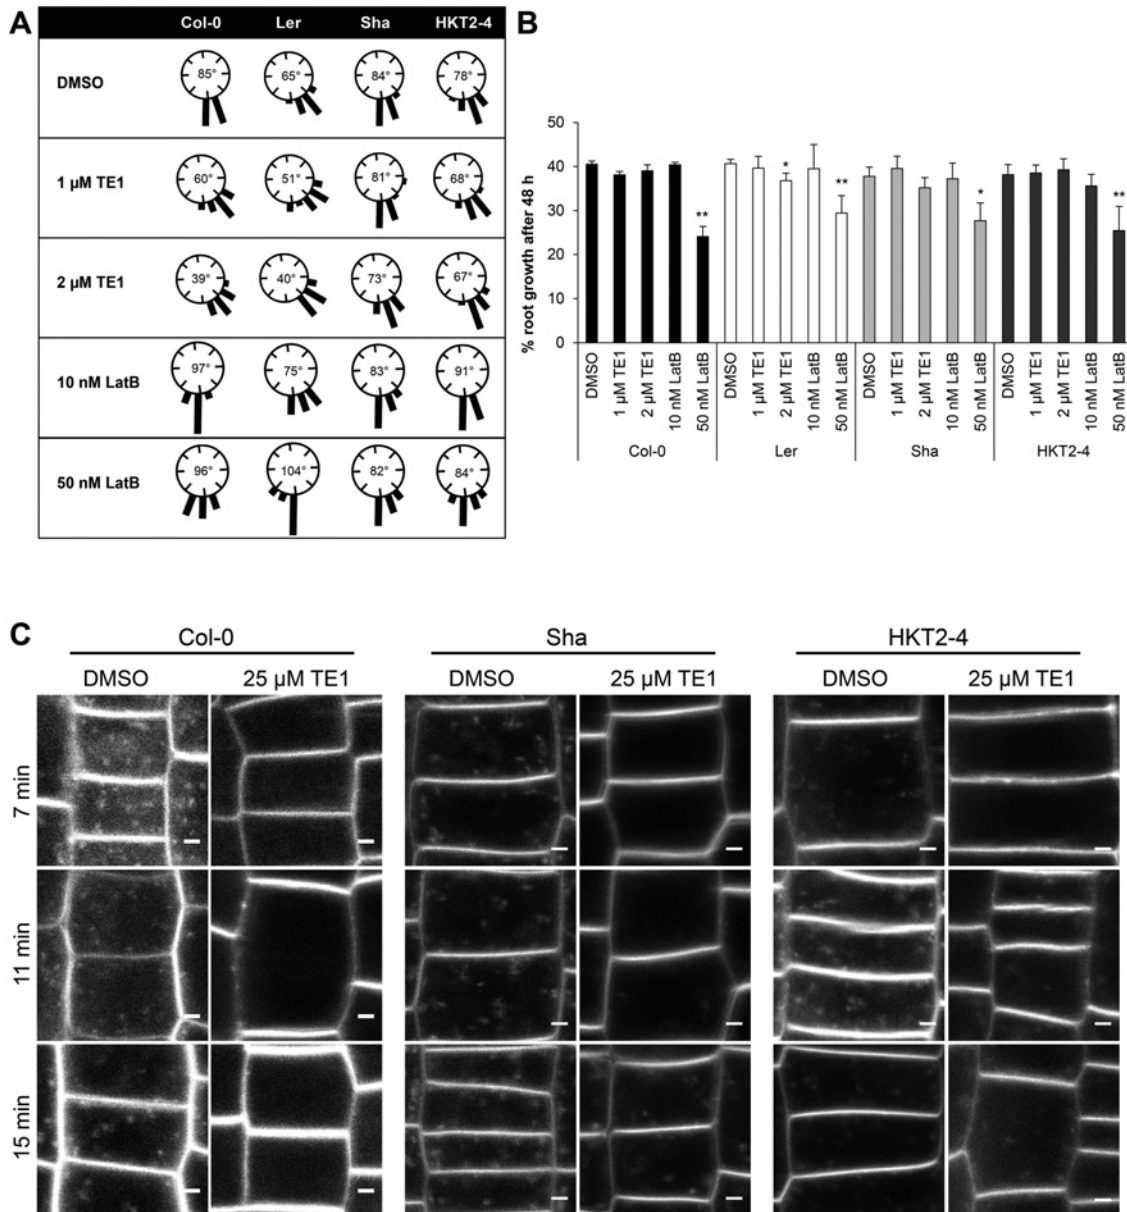 A
Col-0 Ler Sha HKT2-4
DMSO 85° 65° 84° 78°
1 µM TE1 60° 51° 81° 68°
2 µM TE1 39° 40° 73° 67°
10 nM LatB 97° 75° 83° 91°
50 nM LatB 96° 104° 82° 84°
B
% root growth after 48 h
50
40
30
20
10
0
** * ** * **
DMSO 1 µM TE1 2 µM TE1 10 nM LatB 50 nM LatB DMSO 1 µM TE1 2 µM TE1 10 nM LatB 50 nM LatB DMSO 1 µM TE1 2 µM TE1 10 nM LatB 50 nM LatB DMSO 1 µM TE1 2 µM TE1 10 nM LatB 50 nM LatB
Col-0 Ler Sha HKT2-4
C
Col-0 Sha HKT2-4
DMSO 25 µM TE1 DMSO 25 µM TE1 DMSO 25 µM TE1
7 min
11 min
15 min